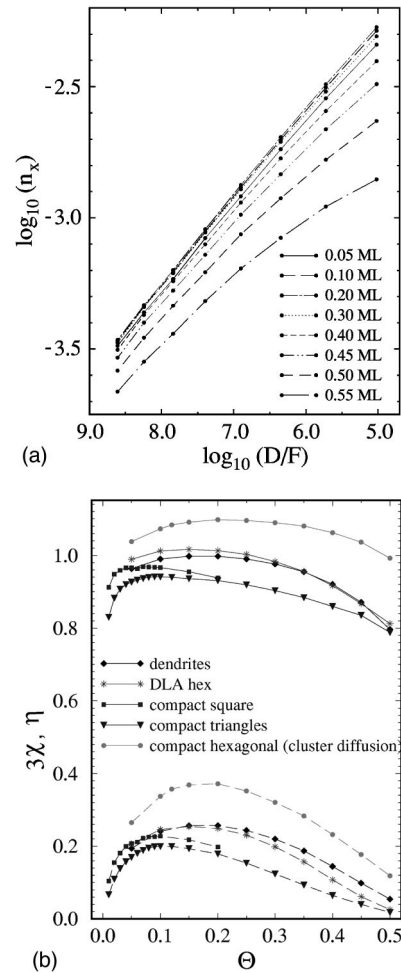 log10 (nx)
-2.5
-3.0
-3.5
0.05 ML
0.10 ML
0.20 ML
0.30 ML
0.40 ML
0.45 ML
0.50 ML
0.55 ML
9.0 8.0 7.0 6.0 5.0
(a) log10 (D/F)
3χ, η
1.0
0.8
dendrites
DLA hex
compact square
compact triangles
compact hexagonal (cluster diffusion)
0.6
0.4
0.2
0.0
0.0 0.1 0.2 0.3 0.4 0.5
(b) Θ